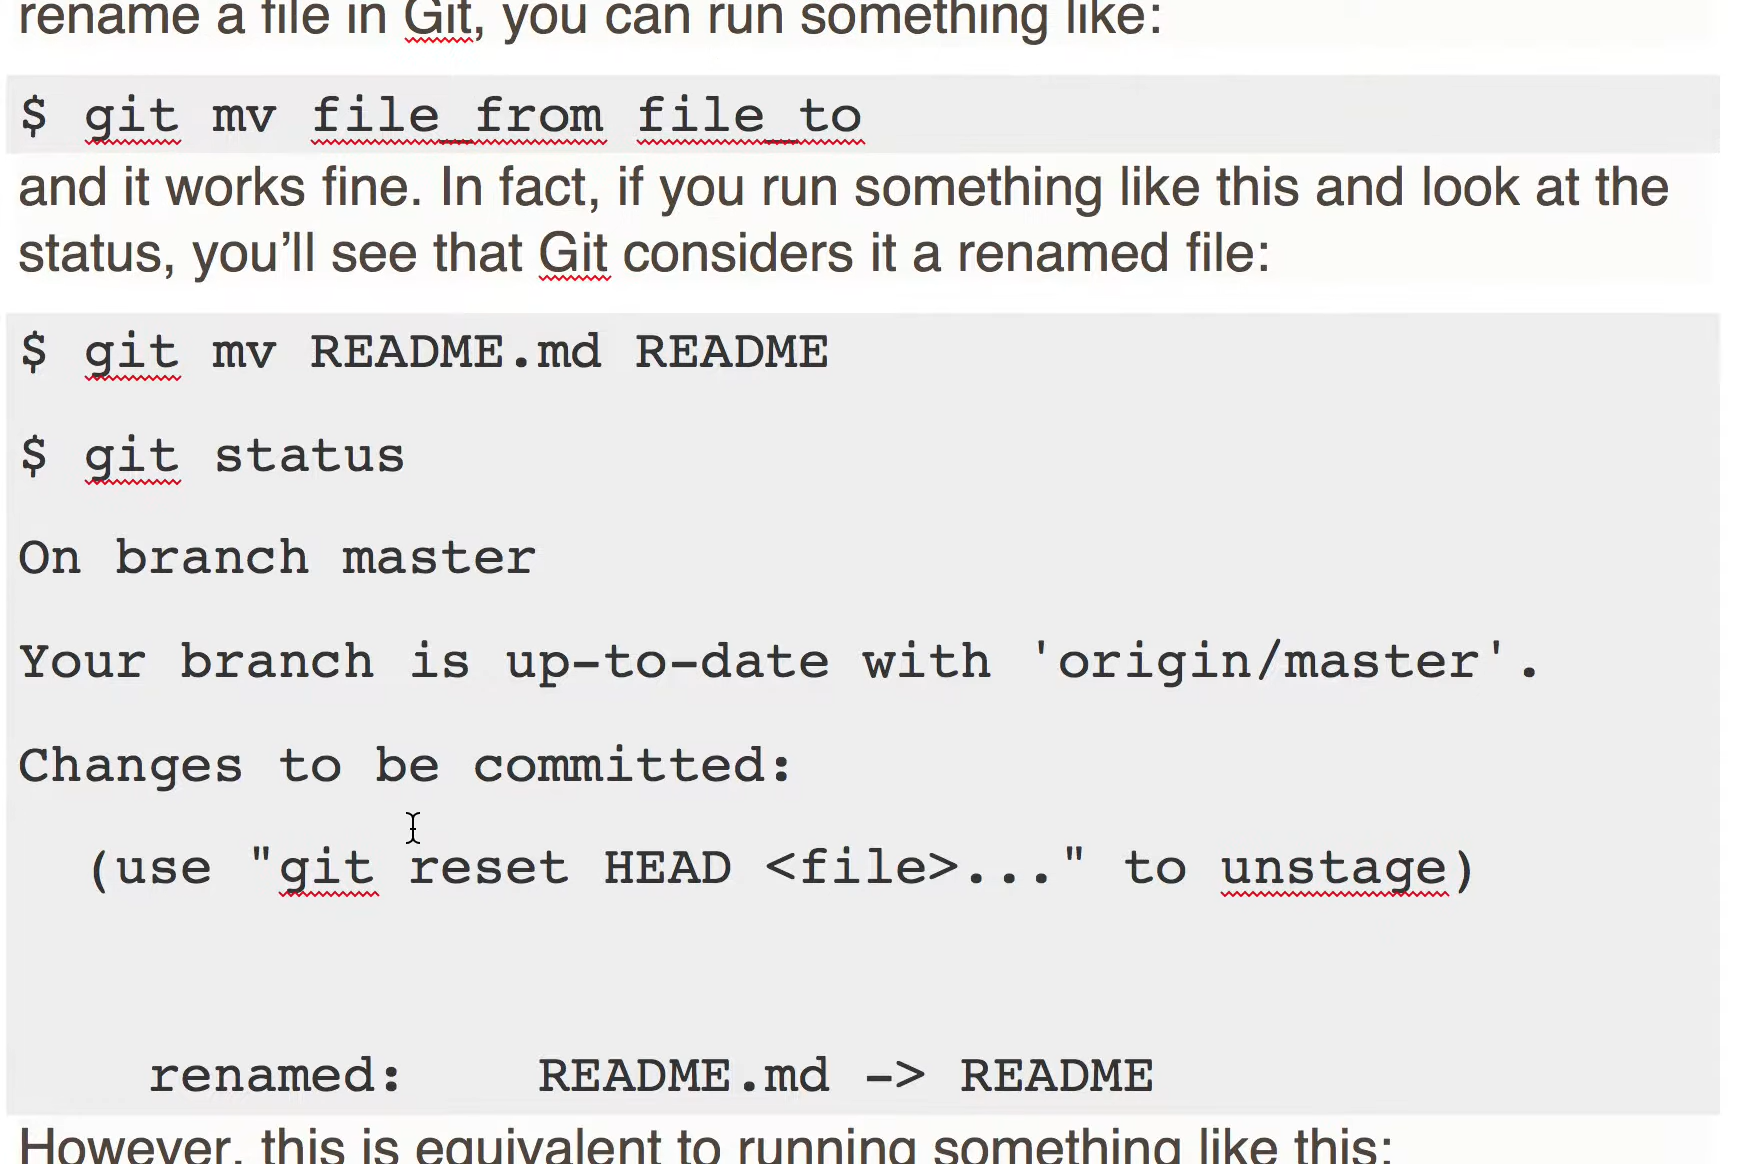 rename a file in Git, you can run something like:
$ git mv file_from file_to
and it works fine. In fact, if you run something like this and look at the
status, you’ll see that Git considers it a renamed file:
$ git mv README.md README
$ git status
On branch master
Your branch is up-to-date with 'origin/master'.
Changes to be committed:
  (use "git reset HEAD <file>..." to unstage)
    renamed:    README.md -> README
However, this is equivalent to running something like this: